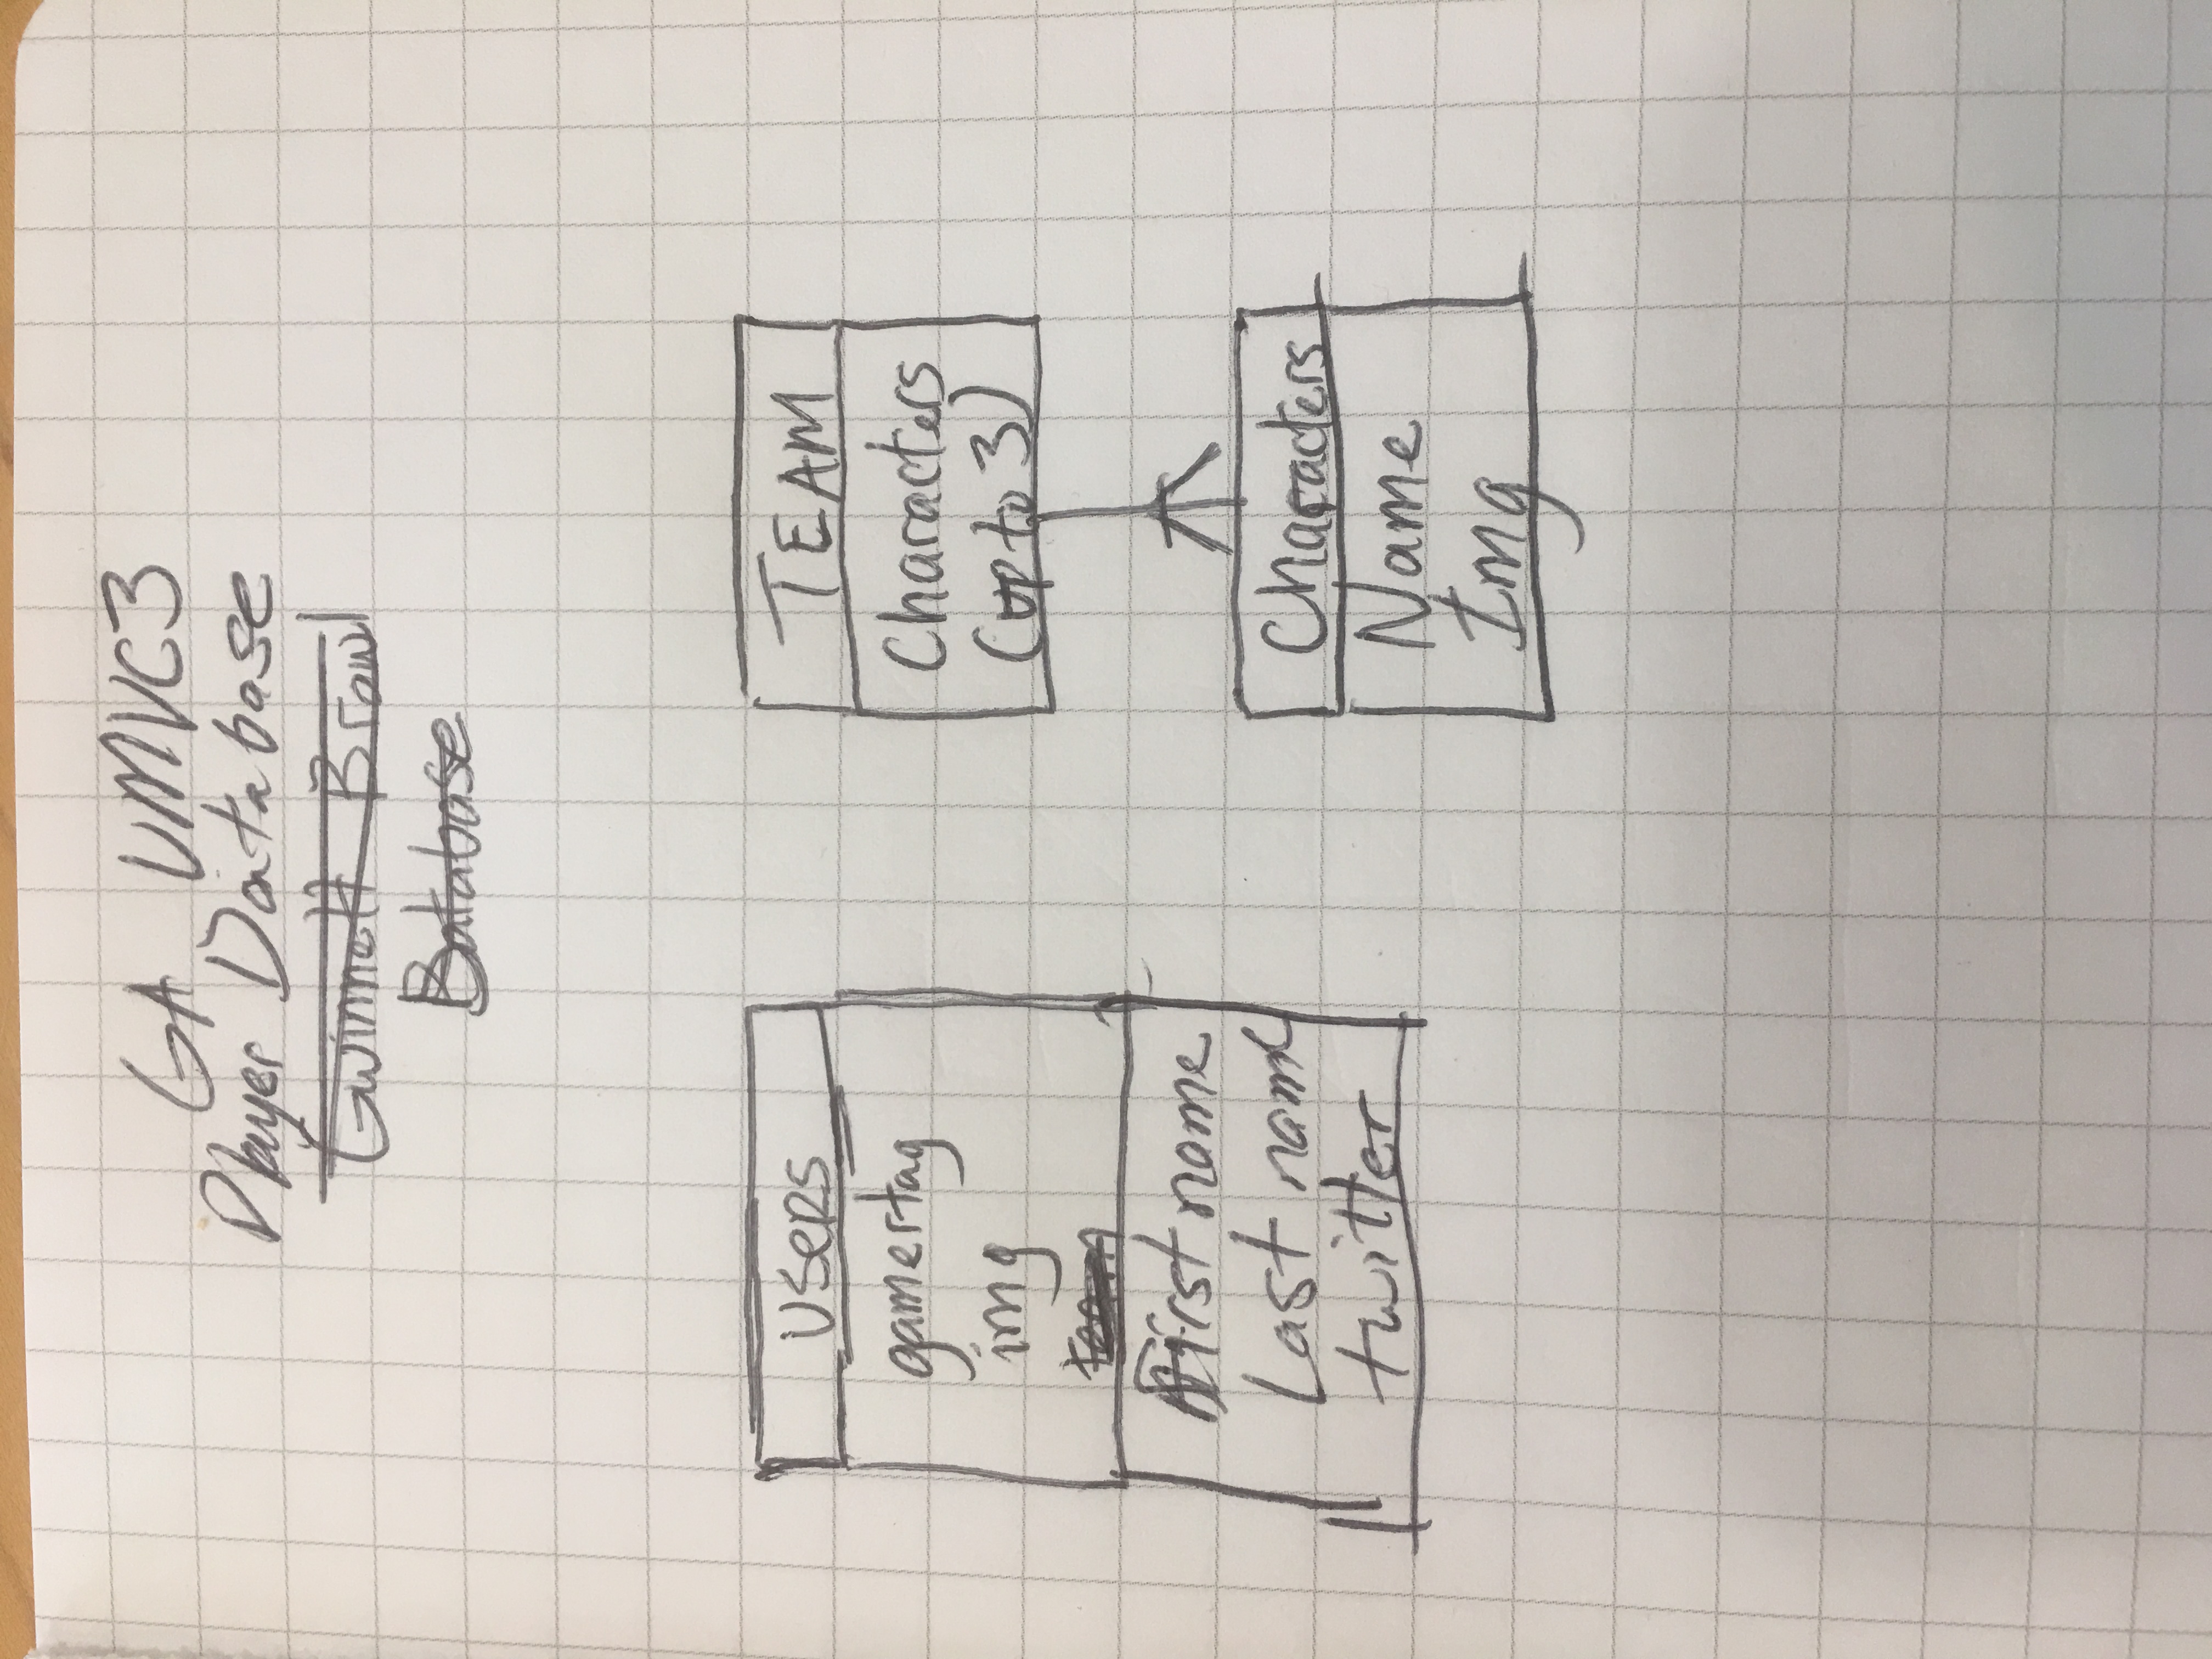 GA UMVC3
Player Database
Gwinnett Brawl
Database
USERS
gamertag
img
team
First name
Last name
twitter
TEAM
Characters
(up to 3)
Characters
Name
Img